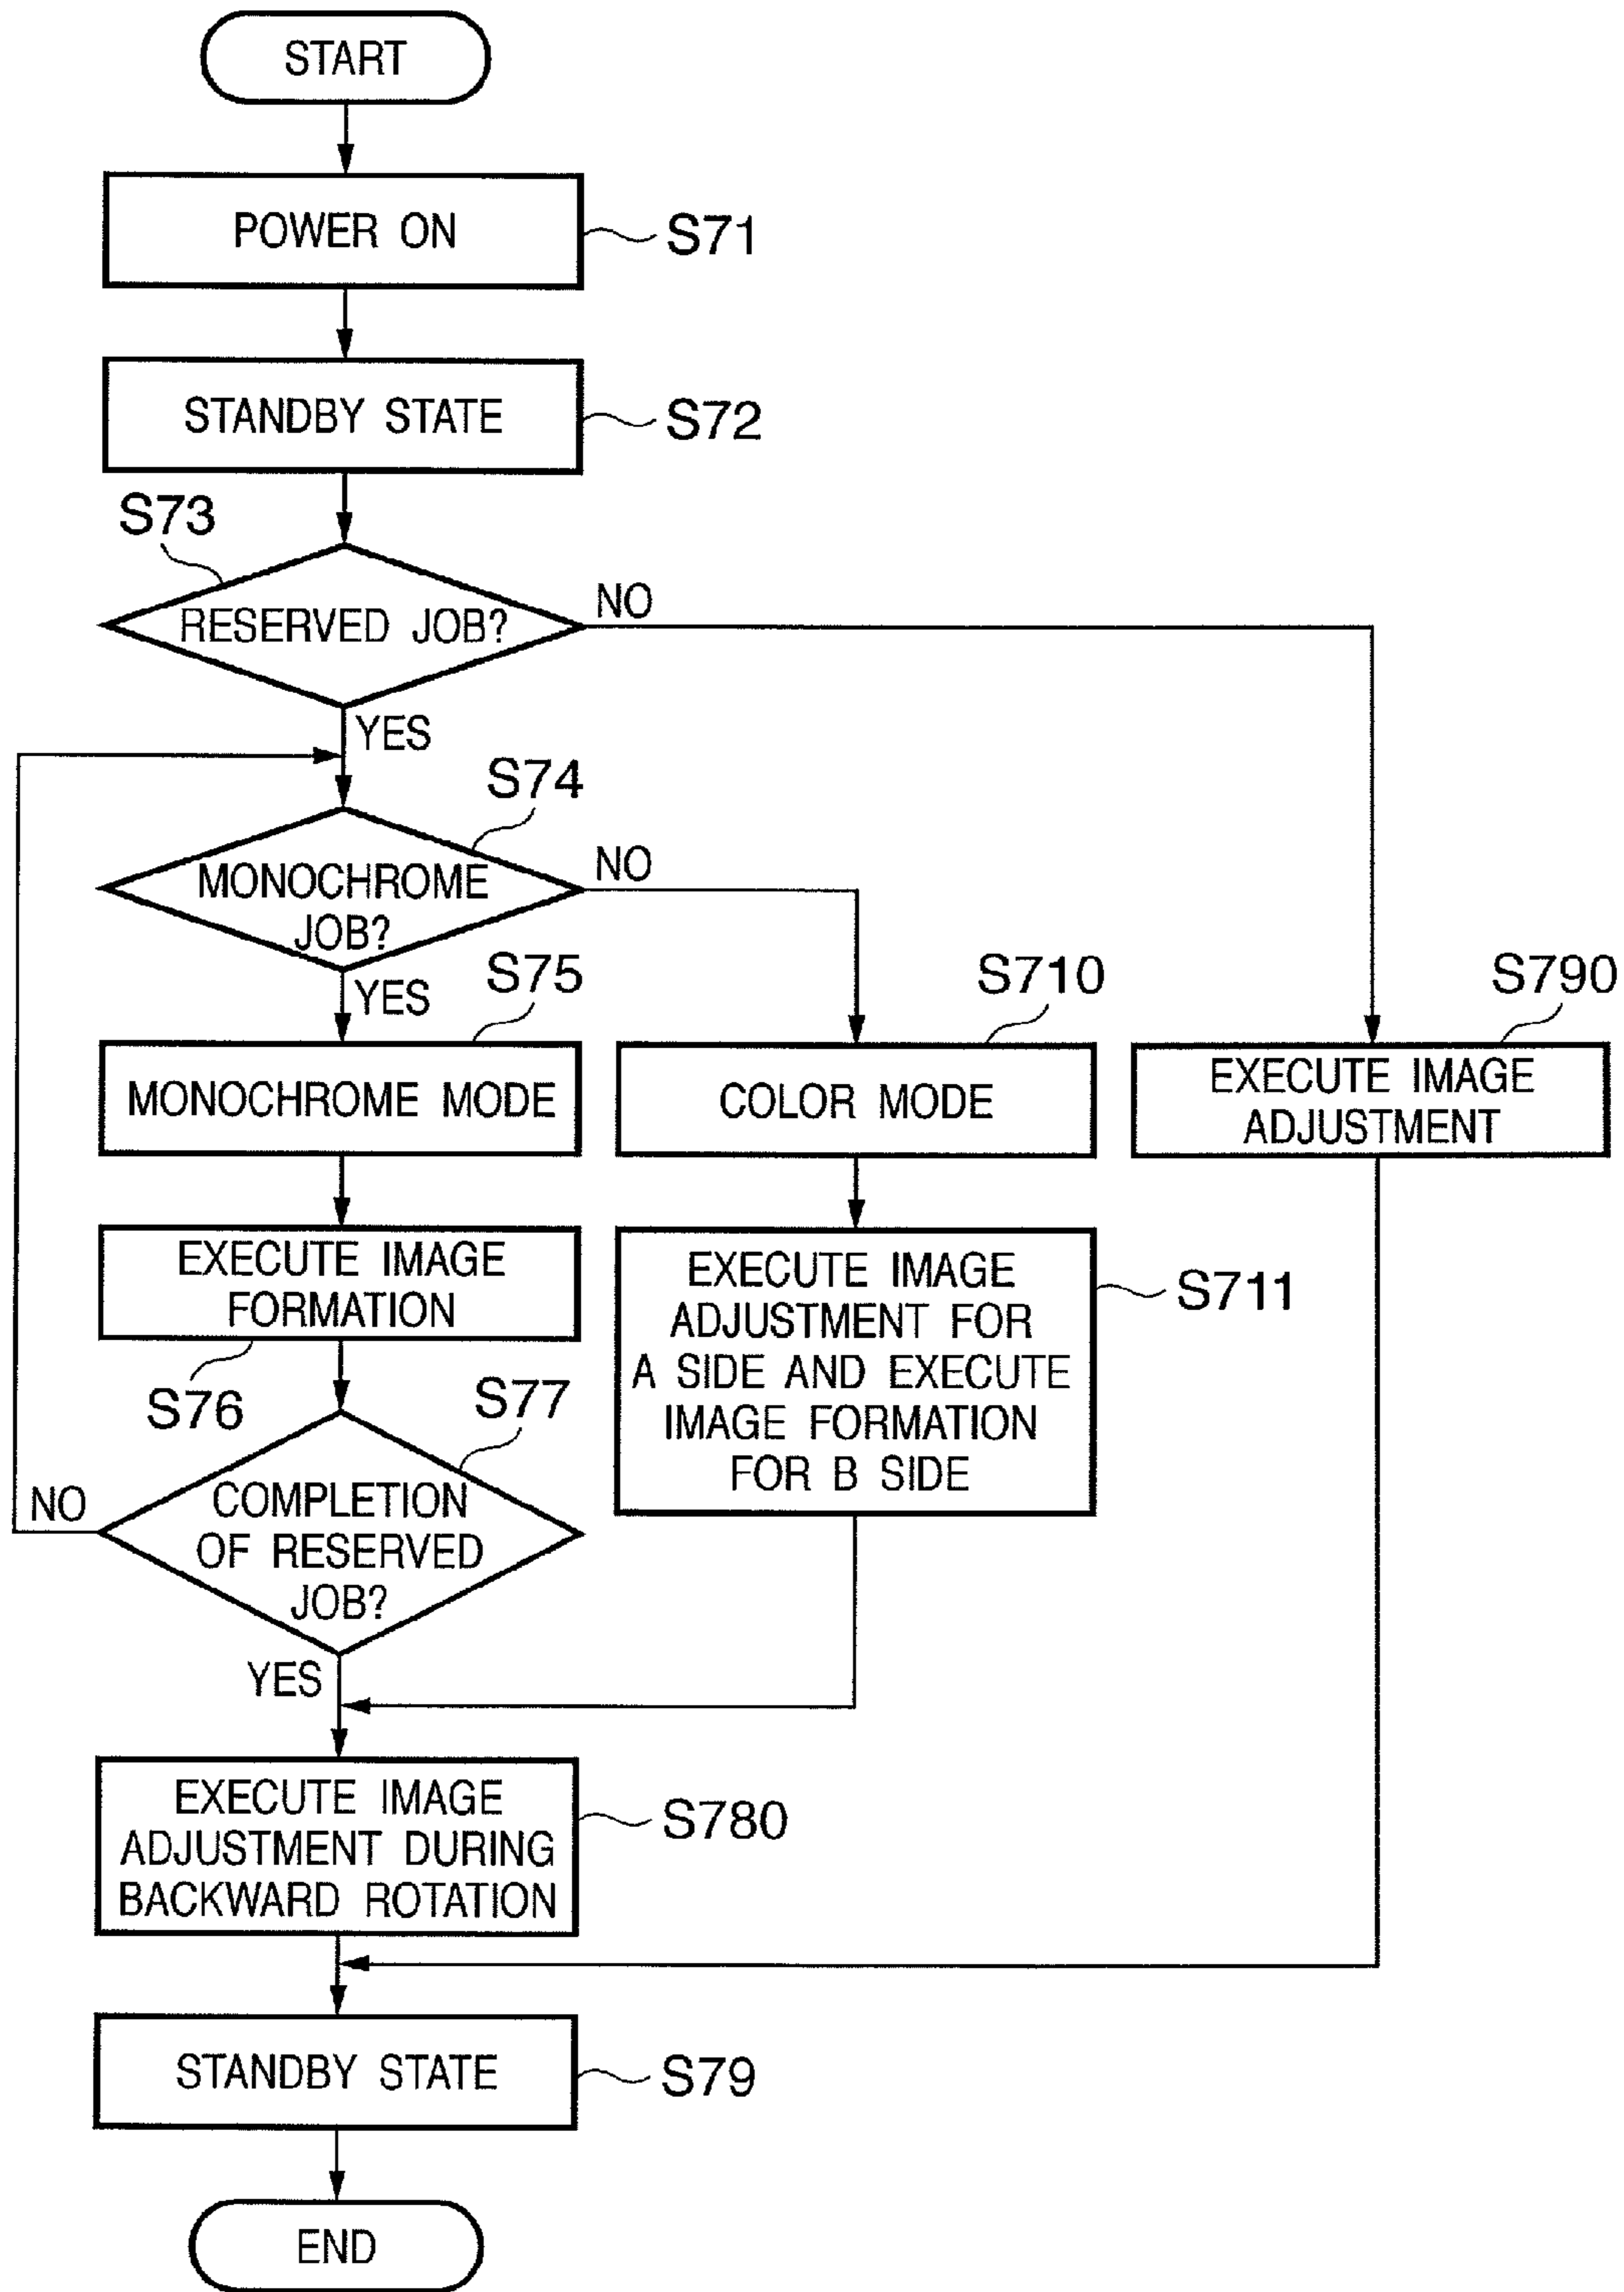 START
POWER ON
S71
STANDBY STATE
S72
S73
RESERVED JOB?
NO
YES
S74
MONOCHROME
JOB?
NO
YES
S75
S710
S790
MONOCHROME MODE
COLOR MODE
EXECUTE IMAGE
ADJUSTMENT
EXECUTE IMAGE
FORMATION
S76
EXECUTE IMAGE
ADJUSTMENT FOR
A SIDE AND EXECUTE
IMAGE FORMATION
FOR B SIDE
S711
S77
COMPLETION
OF RESERVED
JOB?
NO
YES
EXECUTE IMAGE
ADJUSTMENT DURING
BACKWARD ROTATION
S780
STANDBY STATE
S79
END